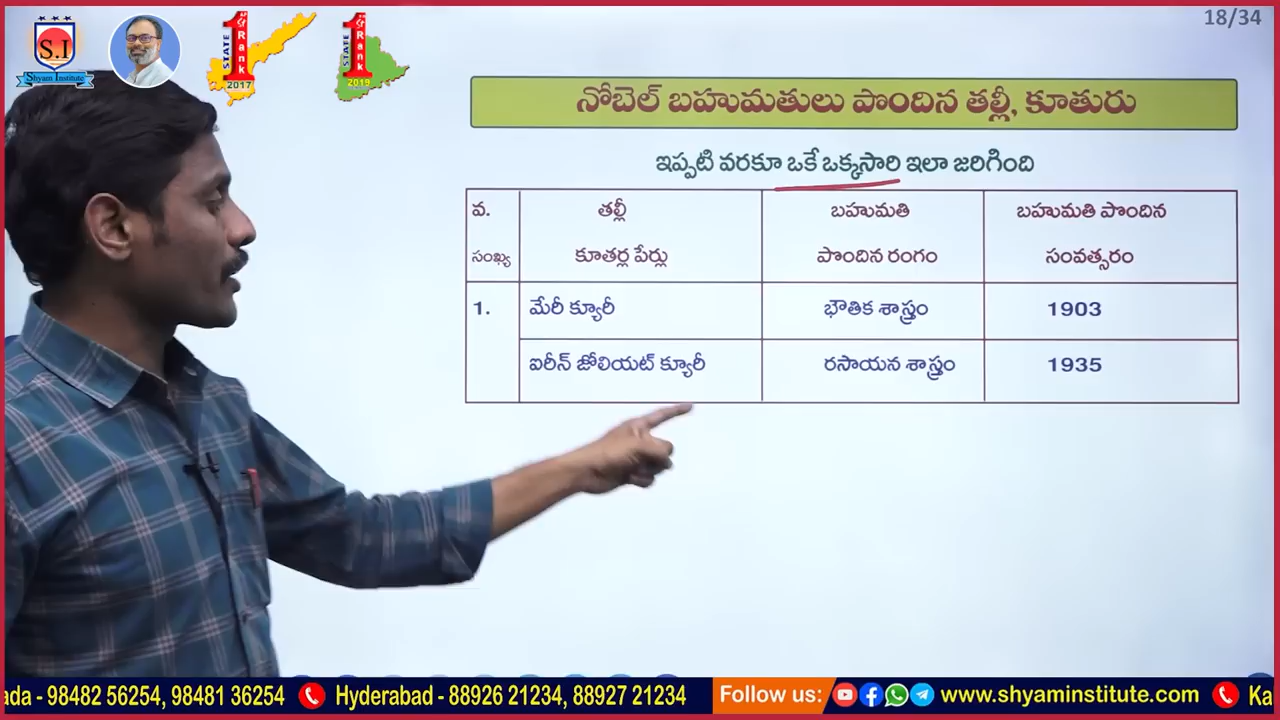 18/34
S.I
Shyam Institute
STATE 1 Rank 2017
STATE 1 Rank 2019
నోబెల్ బహుమతులు పొందిన తల్లీ, కూతురు
ఇప్పటి వరకూ ఒకే ఒక్కసారి ఇలా జరిగింది
వ. సంఖ్య
తల్లీ కూతర్ల పేర్లు
బహుమతి పొందిన రంగం
బహుమతి పొందిన సంవత్సరం
1. మేరీ క్యూరీ భౌతిక శాస్త్రం 1903
ఐరీన్ జోలియట్ క్యూరీ రసాయన శాస్త్రం 1935
ada - 98482 56254, 98481 36254 Hyderabad - 88926 21234, 88927 21234 Follow us: www.shyaminstitute.com Ka